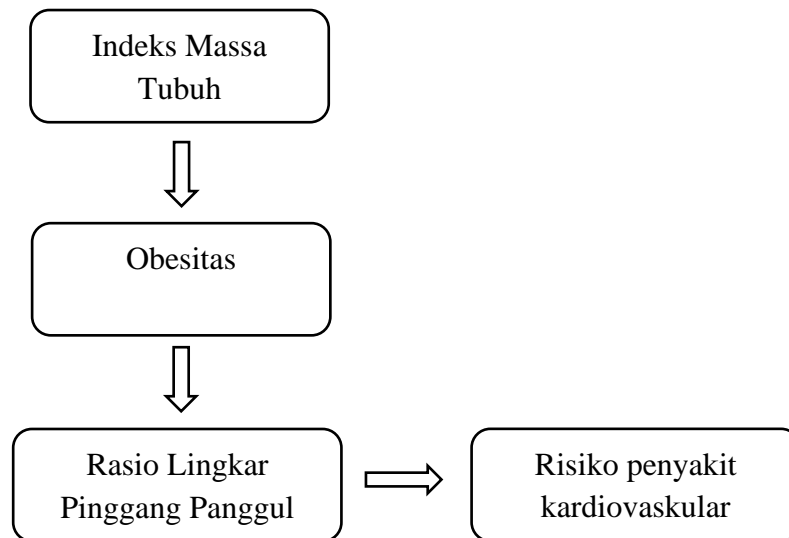 Indeks Massa
Tubuh
Obesitas
Rasio Lingkar
Pinggang Panggul
Risiko penyakit
kardiovaskular